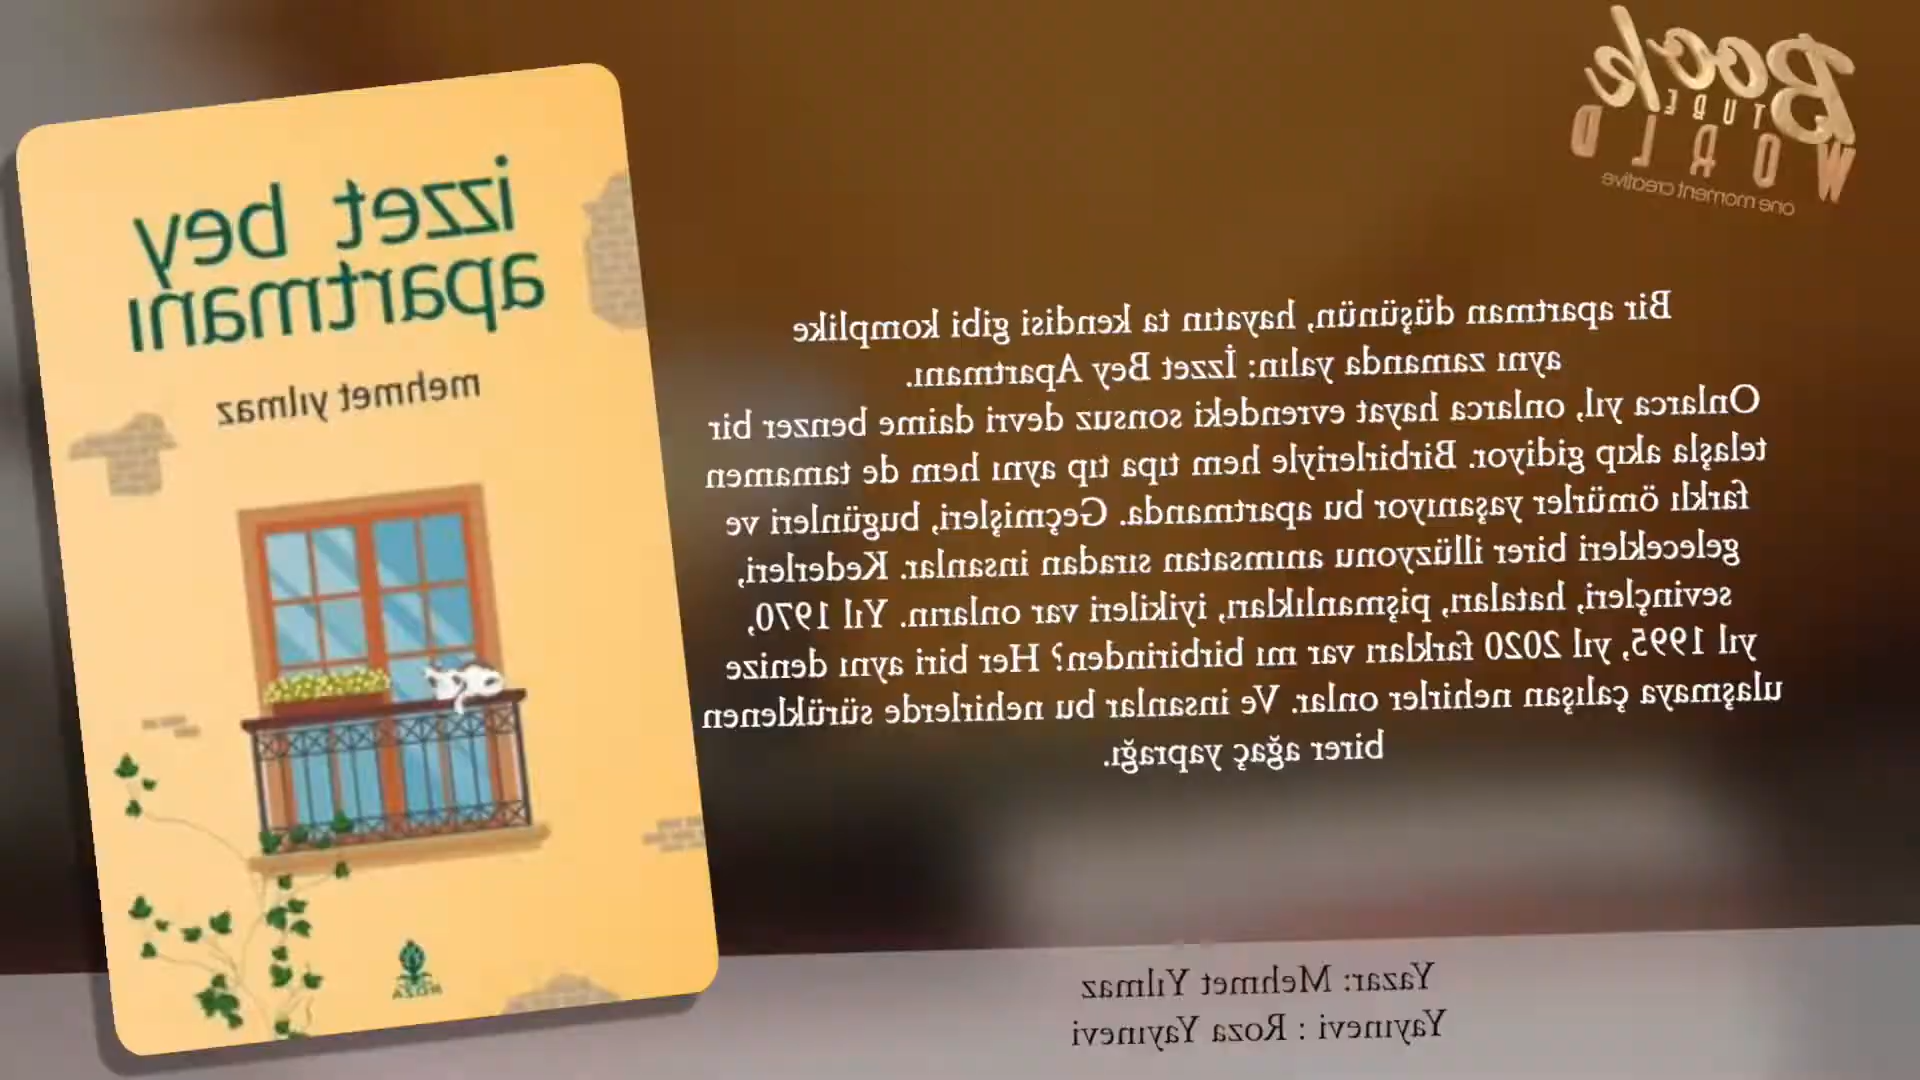 izzet bey
apartmanı
mehmet yılmaz
ROZA
Book
TUBE
WORLD
one moment creative
Bir apartman düşünün, hayatın ta kendisi gibi komplike
aynı zamanda yalın: İzzet Bey Apartmanı.
Onlarca yıl, onlarca hayat evrendeki sonsuz devri daime benzer bir
telaşla akıp gidiyor. Birbirleriyle hem tıpa tıp aynı hem de tamamen
farklı ömürler yaşanıyor bu apartmanda. Geçmişleri, bugünleri ve
gelecekleri birer illüzyonu anımsatan sıradan insanlar. Kederleri,
sevinçleri, hataları, pişmanlıkları, iyikileri var onların. Yıl 1970,
yıl 1995, yıl 2020 farkları var mı birbirinden? Her biri aynı denize
ulaşmaya çalışan nehirler onlar. Ve insanlar bu nehirlerde sürüklenen
birer ağaç yaprağı.
Yazar: Mehmet Yılmaz
Yayınevi : Roza Yayınevi